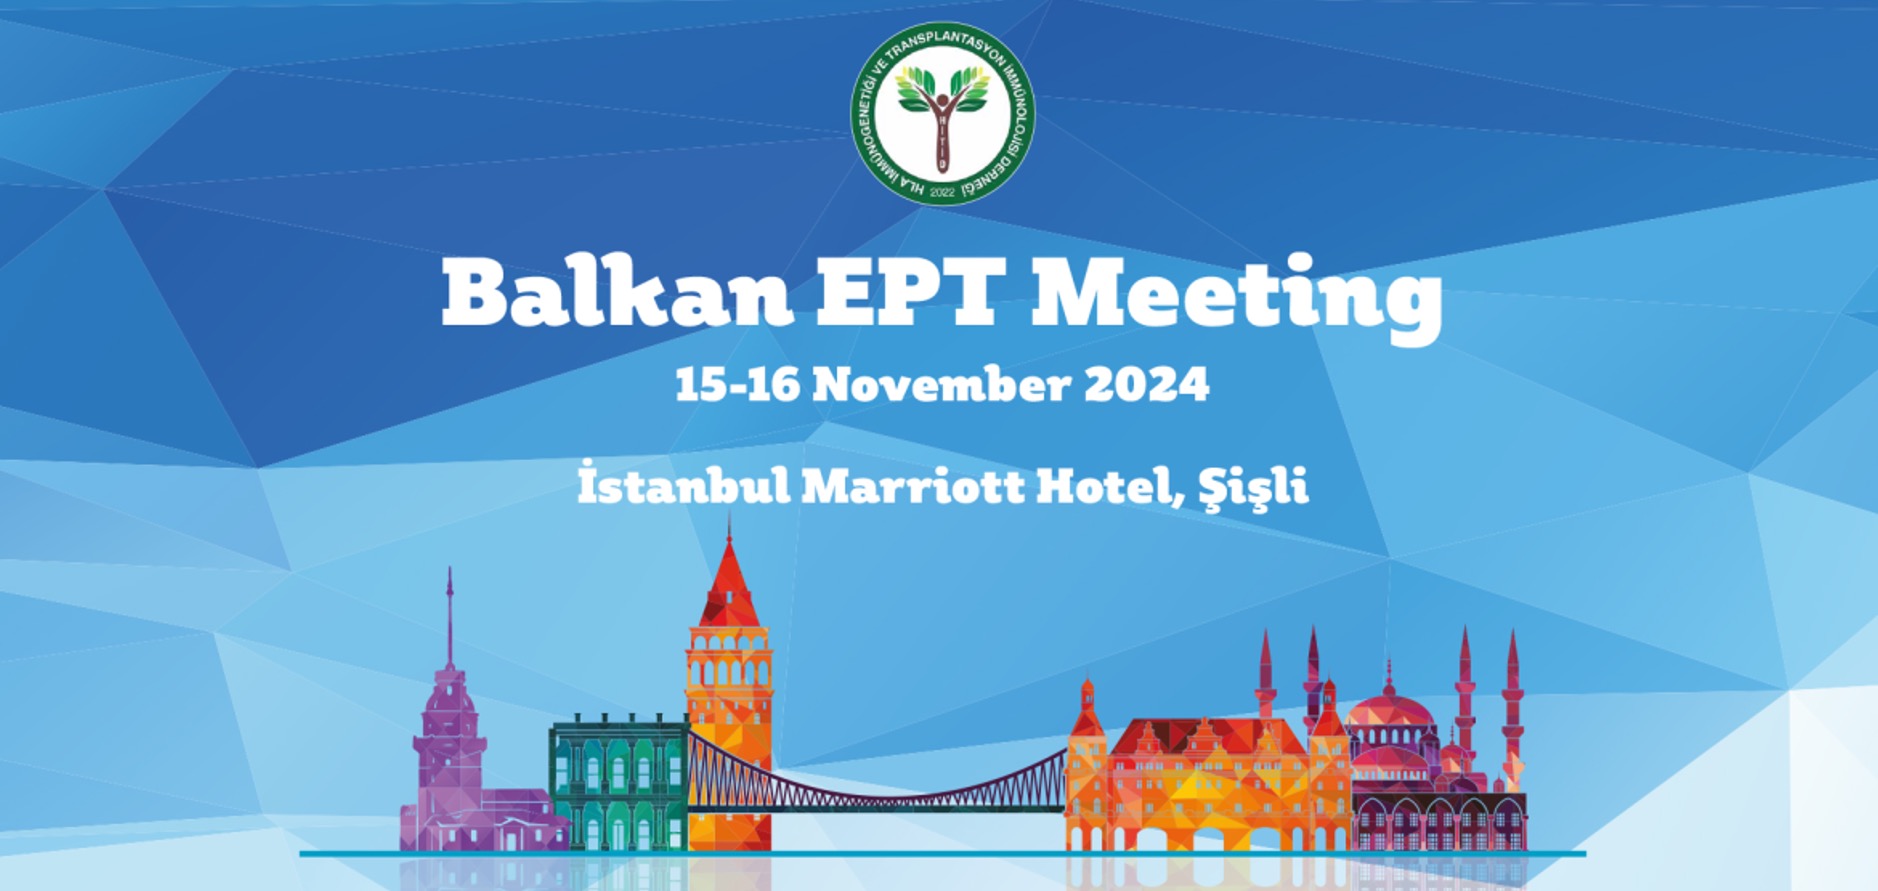 HLA İMMÜNOGENETİĞİ VE TRANSPLANTASYON İMMÜNOLOJİSİ DERNEĞİ
HITID
2022
Balkan EPT Meeting
15-16 November 2024
İstanbul Marriott Hotel, Şişli